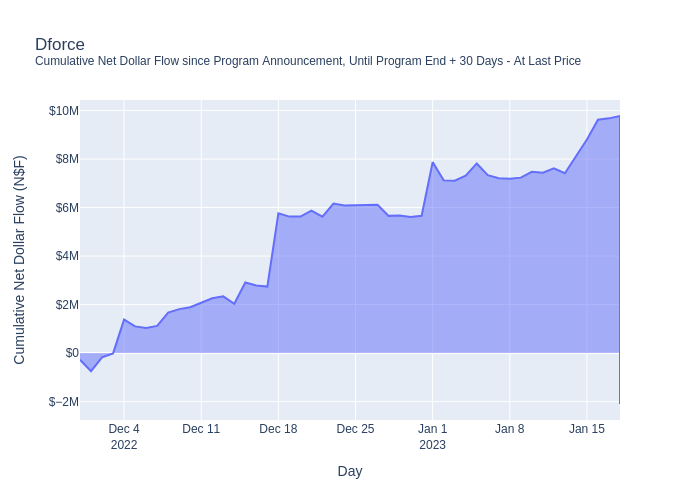 Dforce
Cumulative Net Dollar Flow since Program Announcement, Until Program End + 30 Days - At Last Price
Cumulative Net Dollar Flow (N$F)
$10M
$8M
$6M
$4M
$2M
$0
$−2M
Dec 4
2022
Dec 11
Dec 18
Dec 25
Jan 1
2023
Jan 8
Jan 15
Day